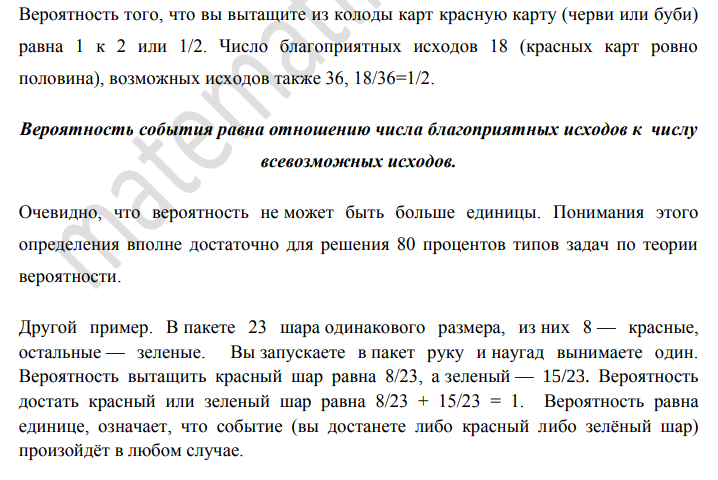 Вероятность того, что вы вытащите из колоды карт красную карту (черви или буби)
равна 1 к 2 или 1/2. Число благоприятных исходов 18 (красных карт ровно
половина), возможных исходов также 36, 18/36=1/2.
Вероятность события равна отношению числа благоприятных исходов к числу
всевозможных исходов.
Очевидно, что вероятность не может быть больше единицы. Понимания этого
определения вполне достаточно для решения 80 процентов типов задач по теории
вероятности.
Другой пример. В пакете 23 шара одинакового размера, из них 8 — красные,
остальные — зеленые. Вы запускаете в пакет руку и наугад вынимаете один.
Вероятность вытащить красный шар равна 8/23, а зеленый — 15/23. Вероятность
достать красный или зеленый шар равна 8/23 + 15/23 = 1. Вероятность равна
единице, означает, что событие (вы достанете либо красный либо зелёный шар)
произойдёт в любом случае.